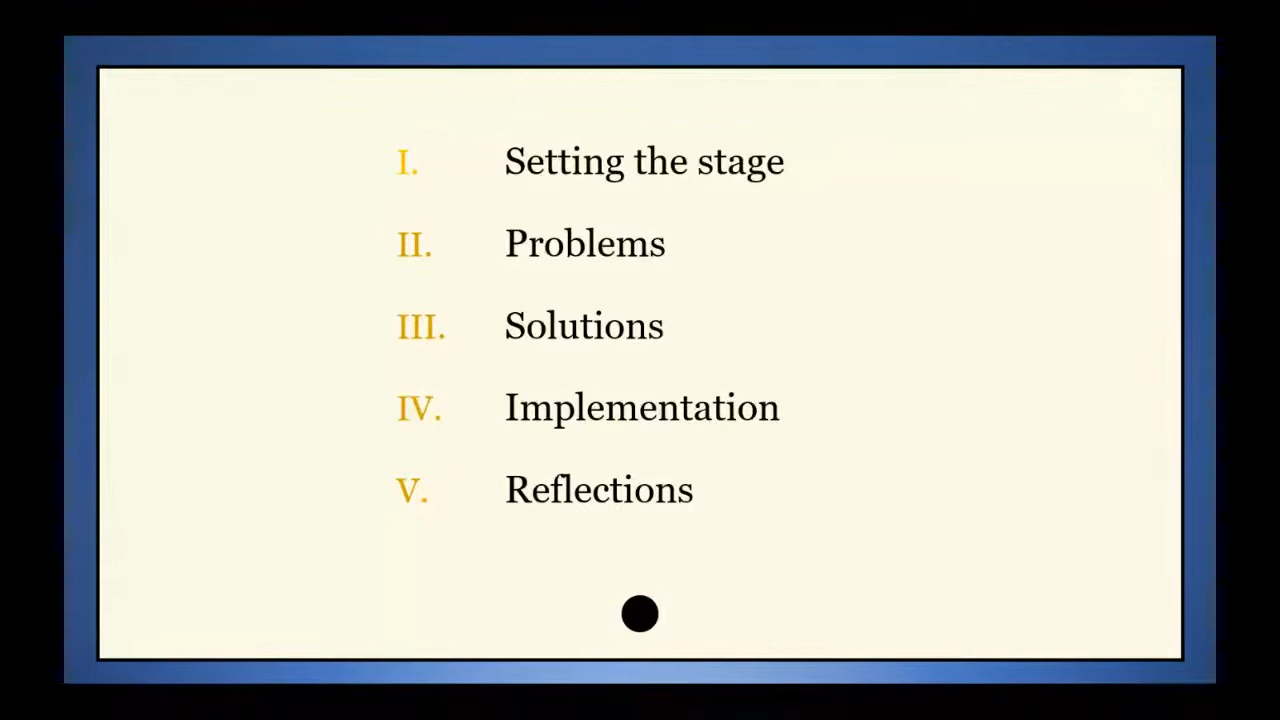 I. Setting the stage
II. Problems
III. Solutions
IV. Implementation
V. Reflections